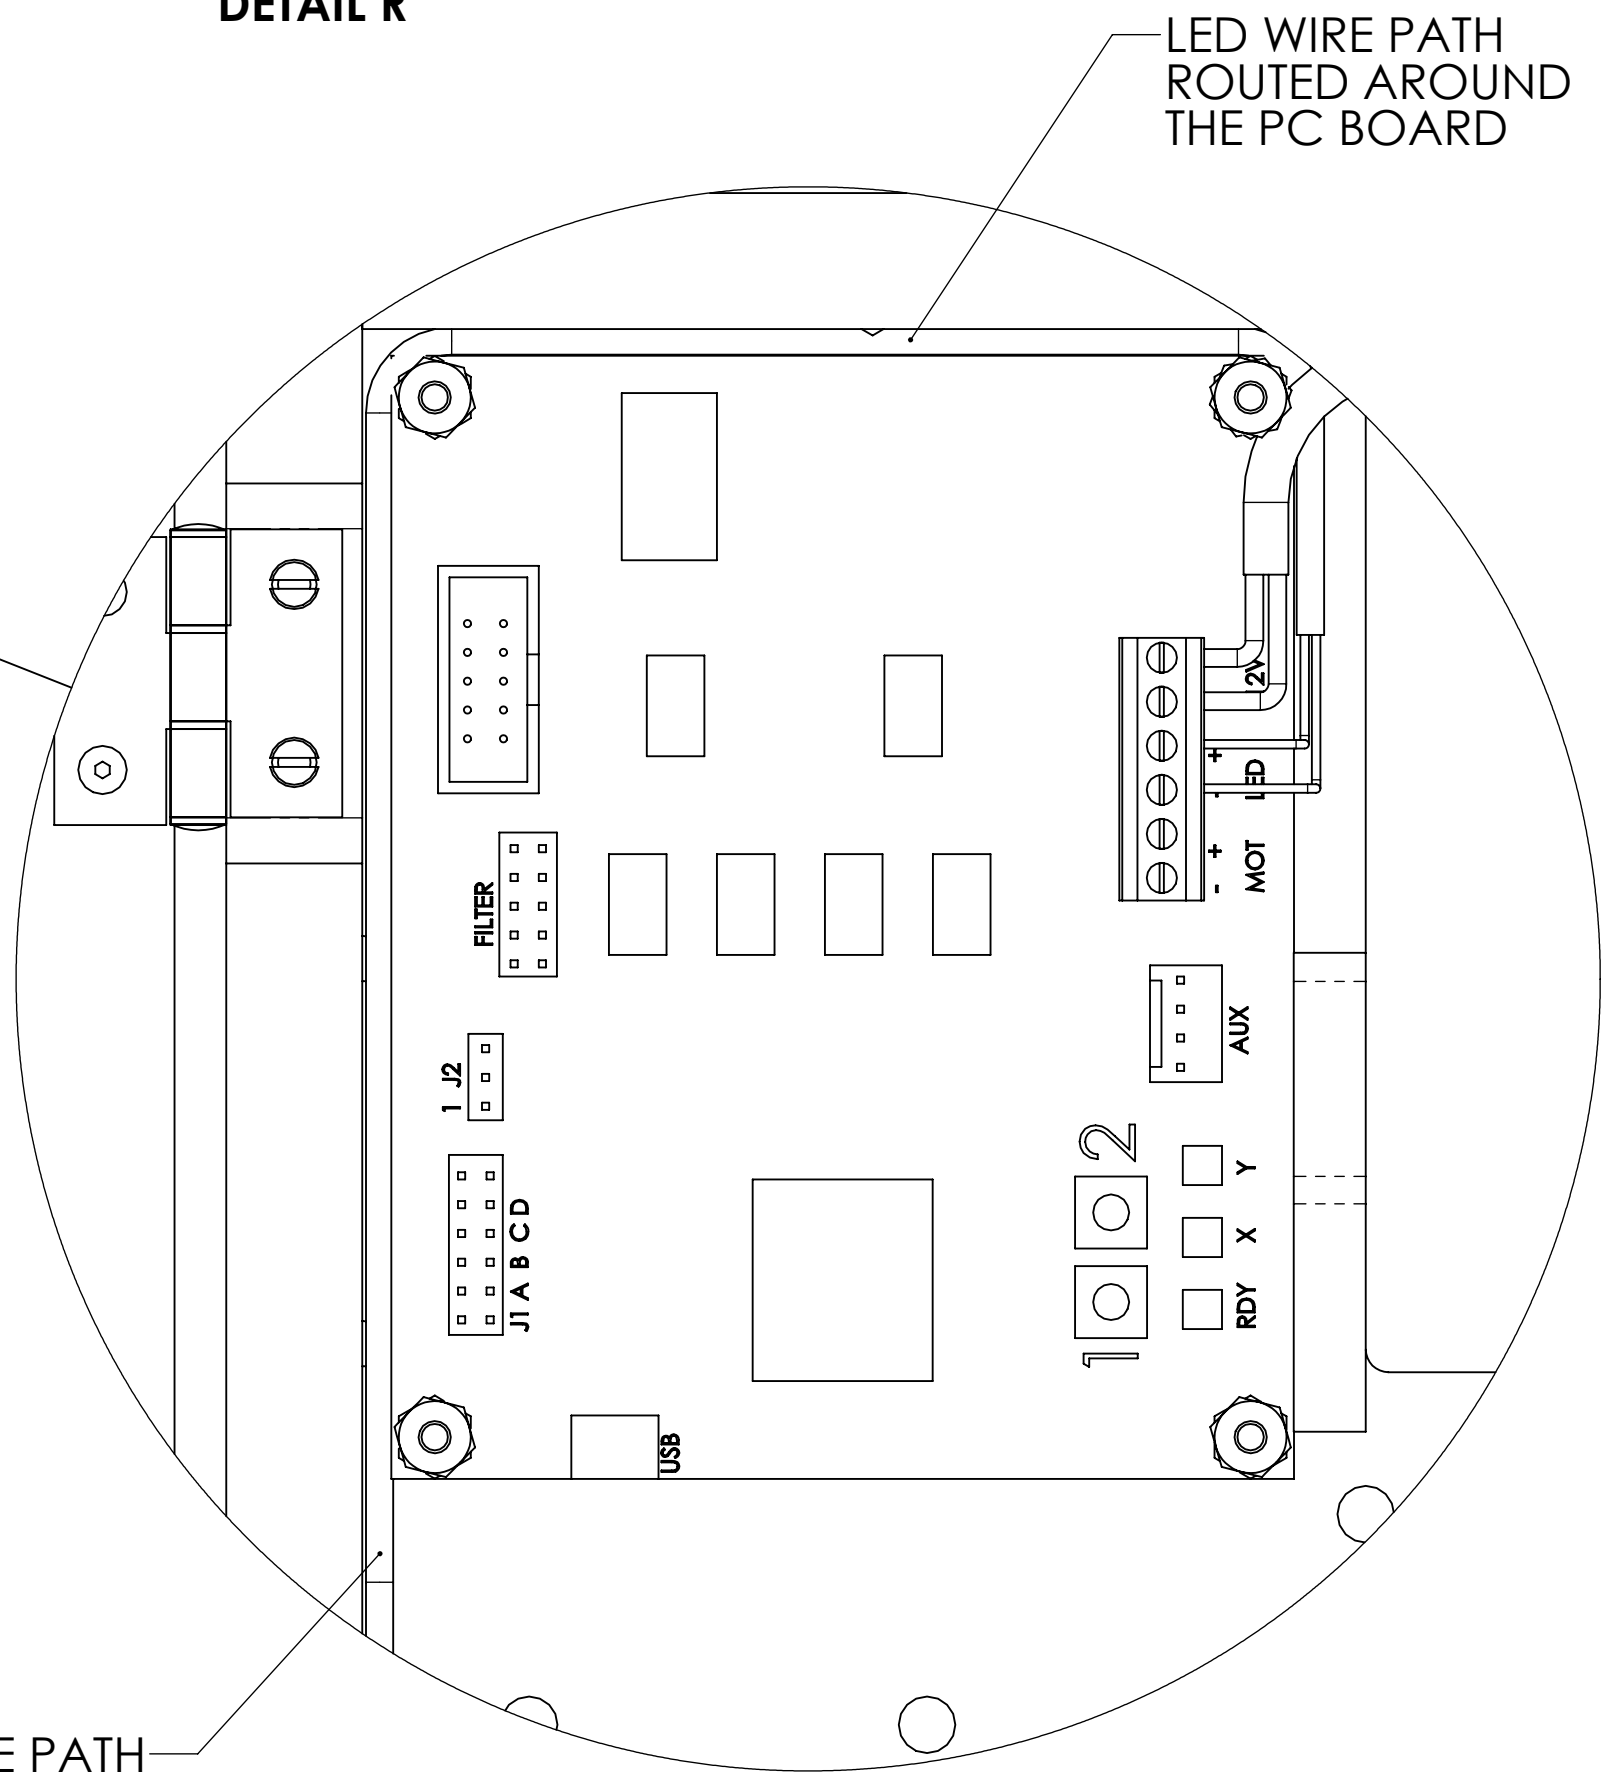 DETAIL R
LED WIRE PATH
ROUTED AROUND
THE PC BOARD
2V
+
- LED
+
- MOT
FILTER
AUX
1 J2
2
Y
J1 A B C D
X
RDY
1
USB
E PATH